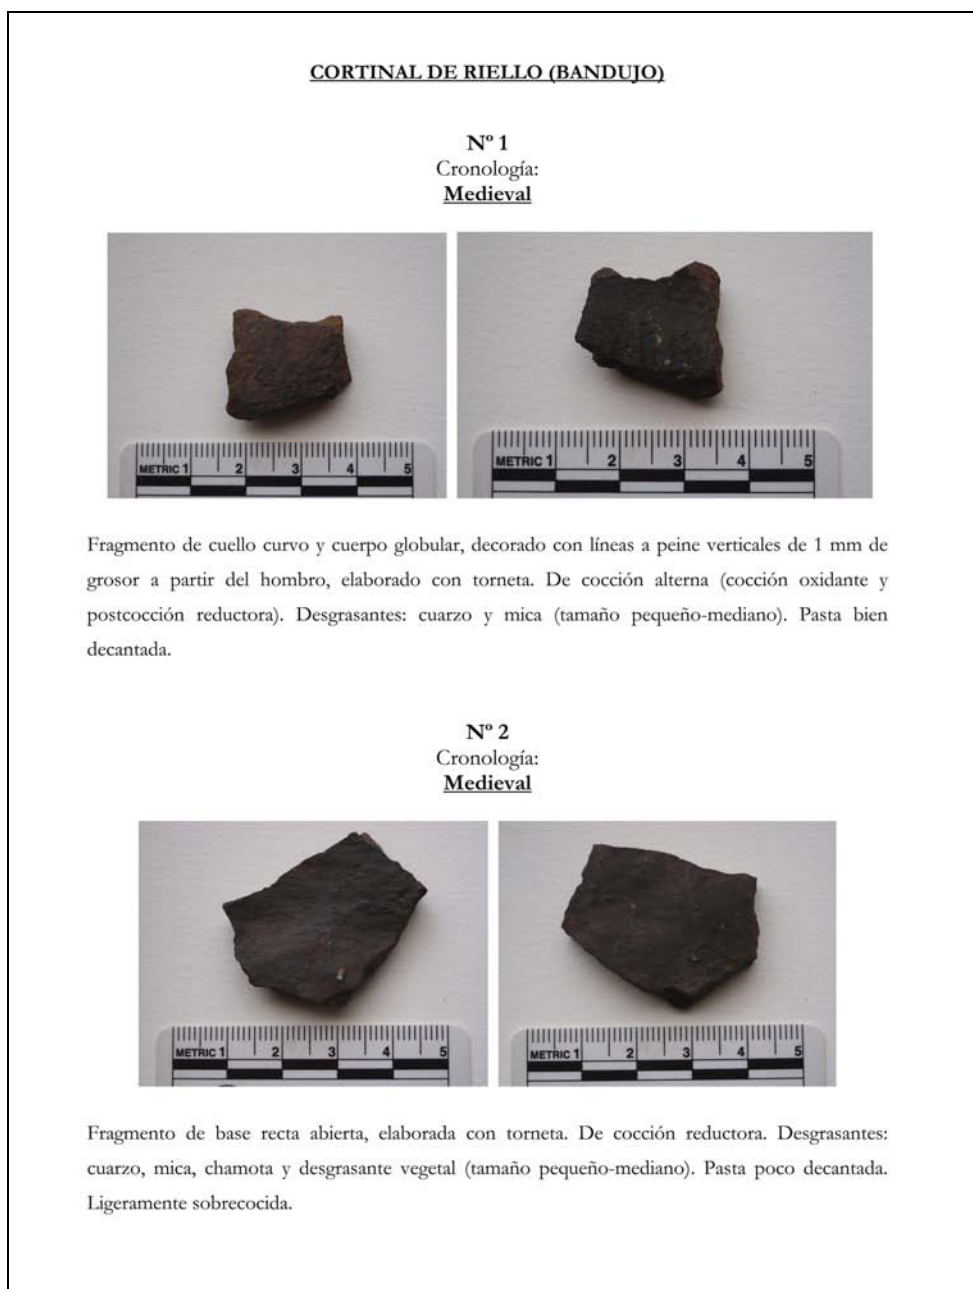 CORTINAL DE RIELLO (BANDUJO)
Nº 1
Cronología:
Medieval
METRIC 1 2 3 4 5
METRIC 1 2 3 4 5
Fragmento de cuello curvo y cuerpo globular, decorado con líneas a peine verticales de 1 mm de
grosor a partir del hombro, elaborado con torneta. De cocción alterna (cocción oxidante y
postcocción reductora). Desgrasantes: cuarzo y mica (tamaño pequeño-mediano). Pasta bien
decantada.
Nº 2
Cronología:
Medieval
METRIC 1 2 3 4 5
METRIC 1 2 3 4 5
Fragmento de base recta abierta, elaborada con torneta. De cocción reductora. Desgrasantes:
cuarzo, mica, chamota y desgrasante vegetal (tamaño pequeño-mediano). Pasta poco decantada.
Ligeramente sobrecocida.